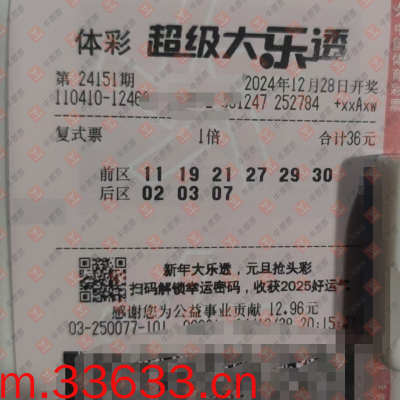 体彩 超级大乐透
第 24151期 2024年12月28日开奖
110410-1246 252784 +xxAxw
复式票 1倍 合计36元
前区 11 19 21 27 29 30
后区 02 03 07
新年大乐透，元旦抢头彩
扫码解锁幸运密码，收获2025好运气
感谢您为公益事业贡献 12.96元
03-250077-101 20:15
m.33633.cn